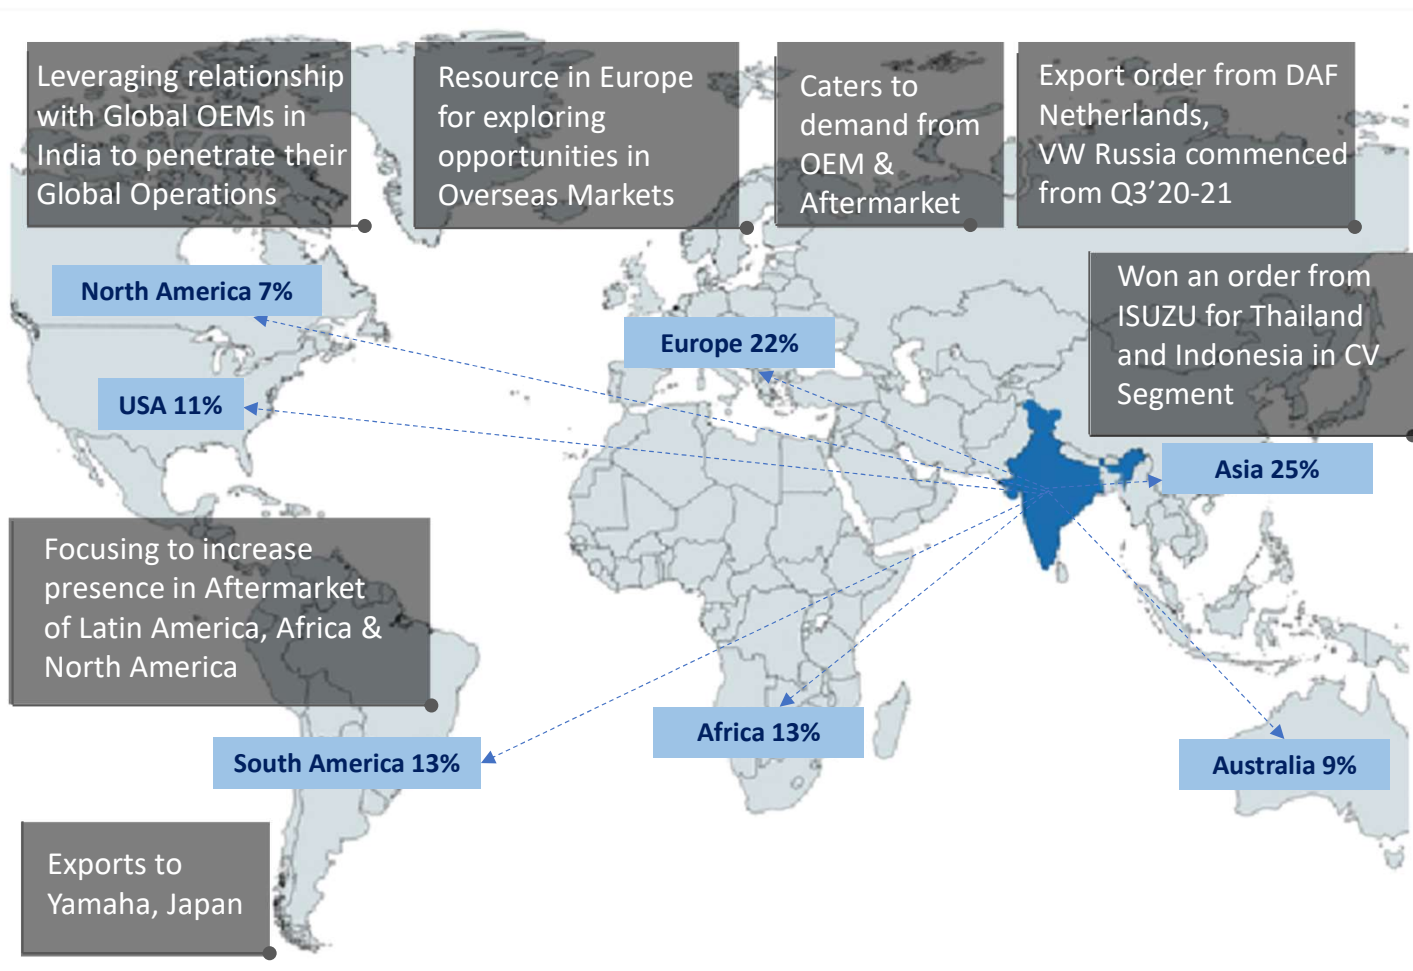 Leveraging relationship
with Global OEMs in
India to penetrate their
Global Operations
Resource in Europe
for exploring
opportunities in
Overseas Markets
Caters to
demand from
OEM &
Aftermarket
Export order from DAF
Netherlands,
VW Russia commenced
from Q3'20-21
Won an order from
ISUZU for Thailand
and Indonesia in CV
Segment
North America 7%
Europe 22%
USA 11%
Asia 25%
Focusing to increase
presence in Aftermarket
of Latin America, Africa &
North America
Africa 13%
South America 13%
Australia 9%
Exports to
Yamaha, Japan